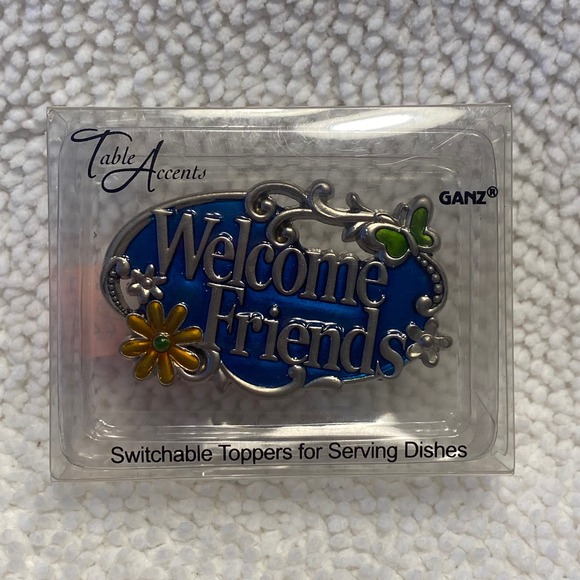 Table Accents
GANZ®
Welcome
Friends
Switchable Toppers for Serving Dishes